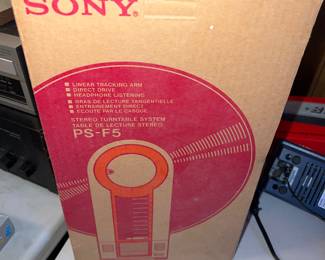 SONY
■ LINEAR TRACKING ARM
■ DIRECT DRIVE
■ HEADPHONE LISTENING
■ BRAS DE LECTURE TANGENTIELLE
■ ENTRAINEMENT DIRECT
■ ECOUTE PAR LE CASQUE
STEREO TURNTABLE SYSTEM
TABLE DE LECTURE STEREO
PS-F5